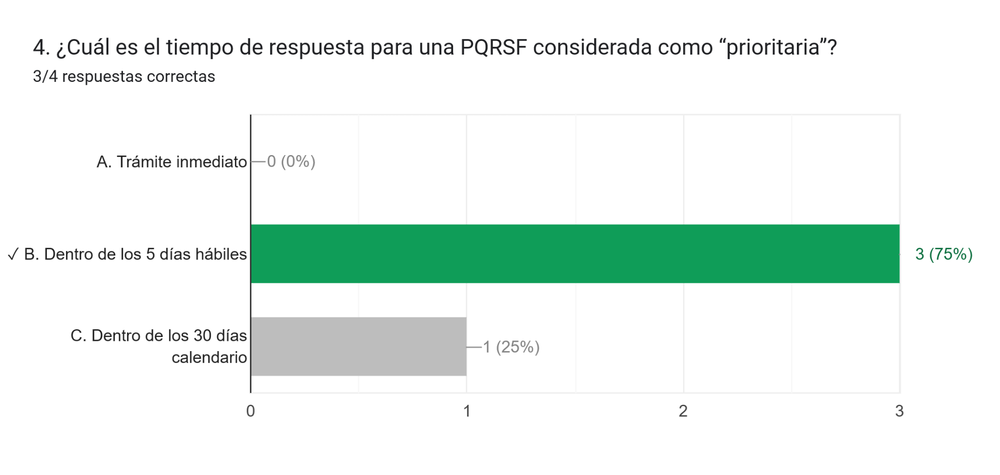 4. ¿Cuál es el tiempo de respuesta para una PQRSF considerada como “prioritaria”?
3/4 respuestas correctas
A. Trámite inmediato
0 (0%)
✓ B. Dentro de los 5 días hábiles
3 (75%)
C. Dentro de los 30 días
calendario
1 (25%)
0 1 2 3